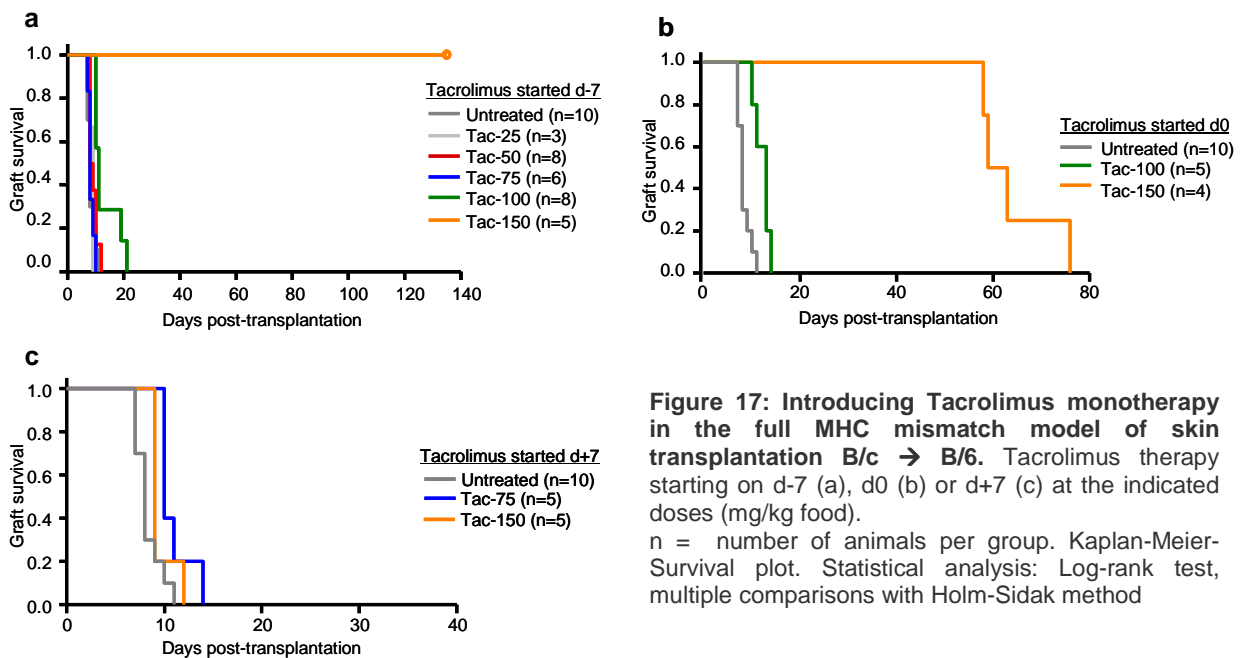 a
1.0
0.8
0.6
0.4
0.2
0.0
Graft survival
0 20 40 60 80 100 120 140
Days post-transplantation
Tacrolimus started d-7
Untreated (n=10)
Tac-25 (n=3)
Tac-50 (n=8)
Tac-75 (n=6)
Tac-100 (n=8)
Tac-150 (n=5)
b
1.0
0.8
0.6
0.4
0.2
0.0
Graft survival
0 20 40 60 80
Days post-transplantation
Tacrolimus started d0
Untreated (n=10)
Tac-100 (n=5)
Tac-150 (n=4)
c
1.0
0.8
0.6
0.4
0.2
0.0
Graft survival
0 10 20 30 40
Days post-transplantation
Tacrolimus started d+7
Untreated (n=10)
Tac-75 (n=5)
Tac-150 (n=5)
Figure 17: Introducing Tacrolimus monotherapy
in the full MHC mismatch model of skin
transplantation B/c → B/6. Tacrolimus therapy
starting on d-7 (a), d0 (b) or d+7 (c) at the indicated
doses (mg/kg food).
n = number of animals per group. Kaplan-Meier-
Survival plot. Statistical analysis: Log-rank test,
multiple comparisons with Holm-Sidak method